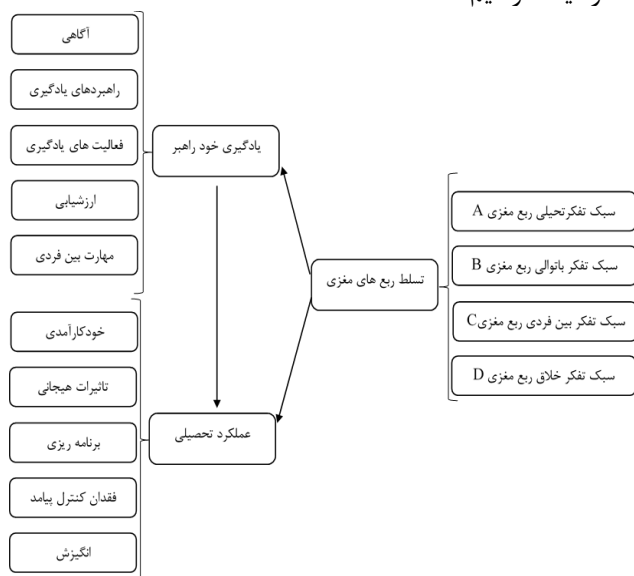 سبک تفکرتحیلی ربع مغزی A
سبک تفکر باتوالی ربع مغزی B
سبک تفکر بین فردی ربع مغزیC
سبک تفکر خلاق ربع مغزی D
تسلط ربع های مغزی
یادگیری خود راهبر
آگاهی
راهبردهای یادگیری
فعالیت های یادگیری
ارزشیابی
مهارت بین فردی
عملکرد تحصیلی
خودکارآمدی
تاثیرات هیجانی
برنامه ریزی
فقدان کنترل پیامد
انگیزش